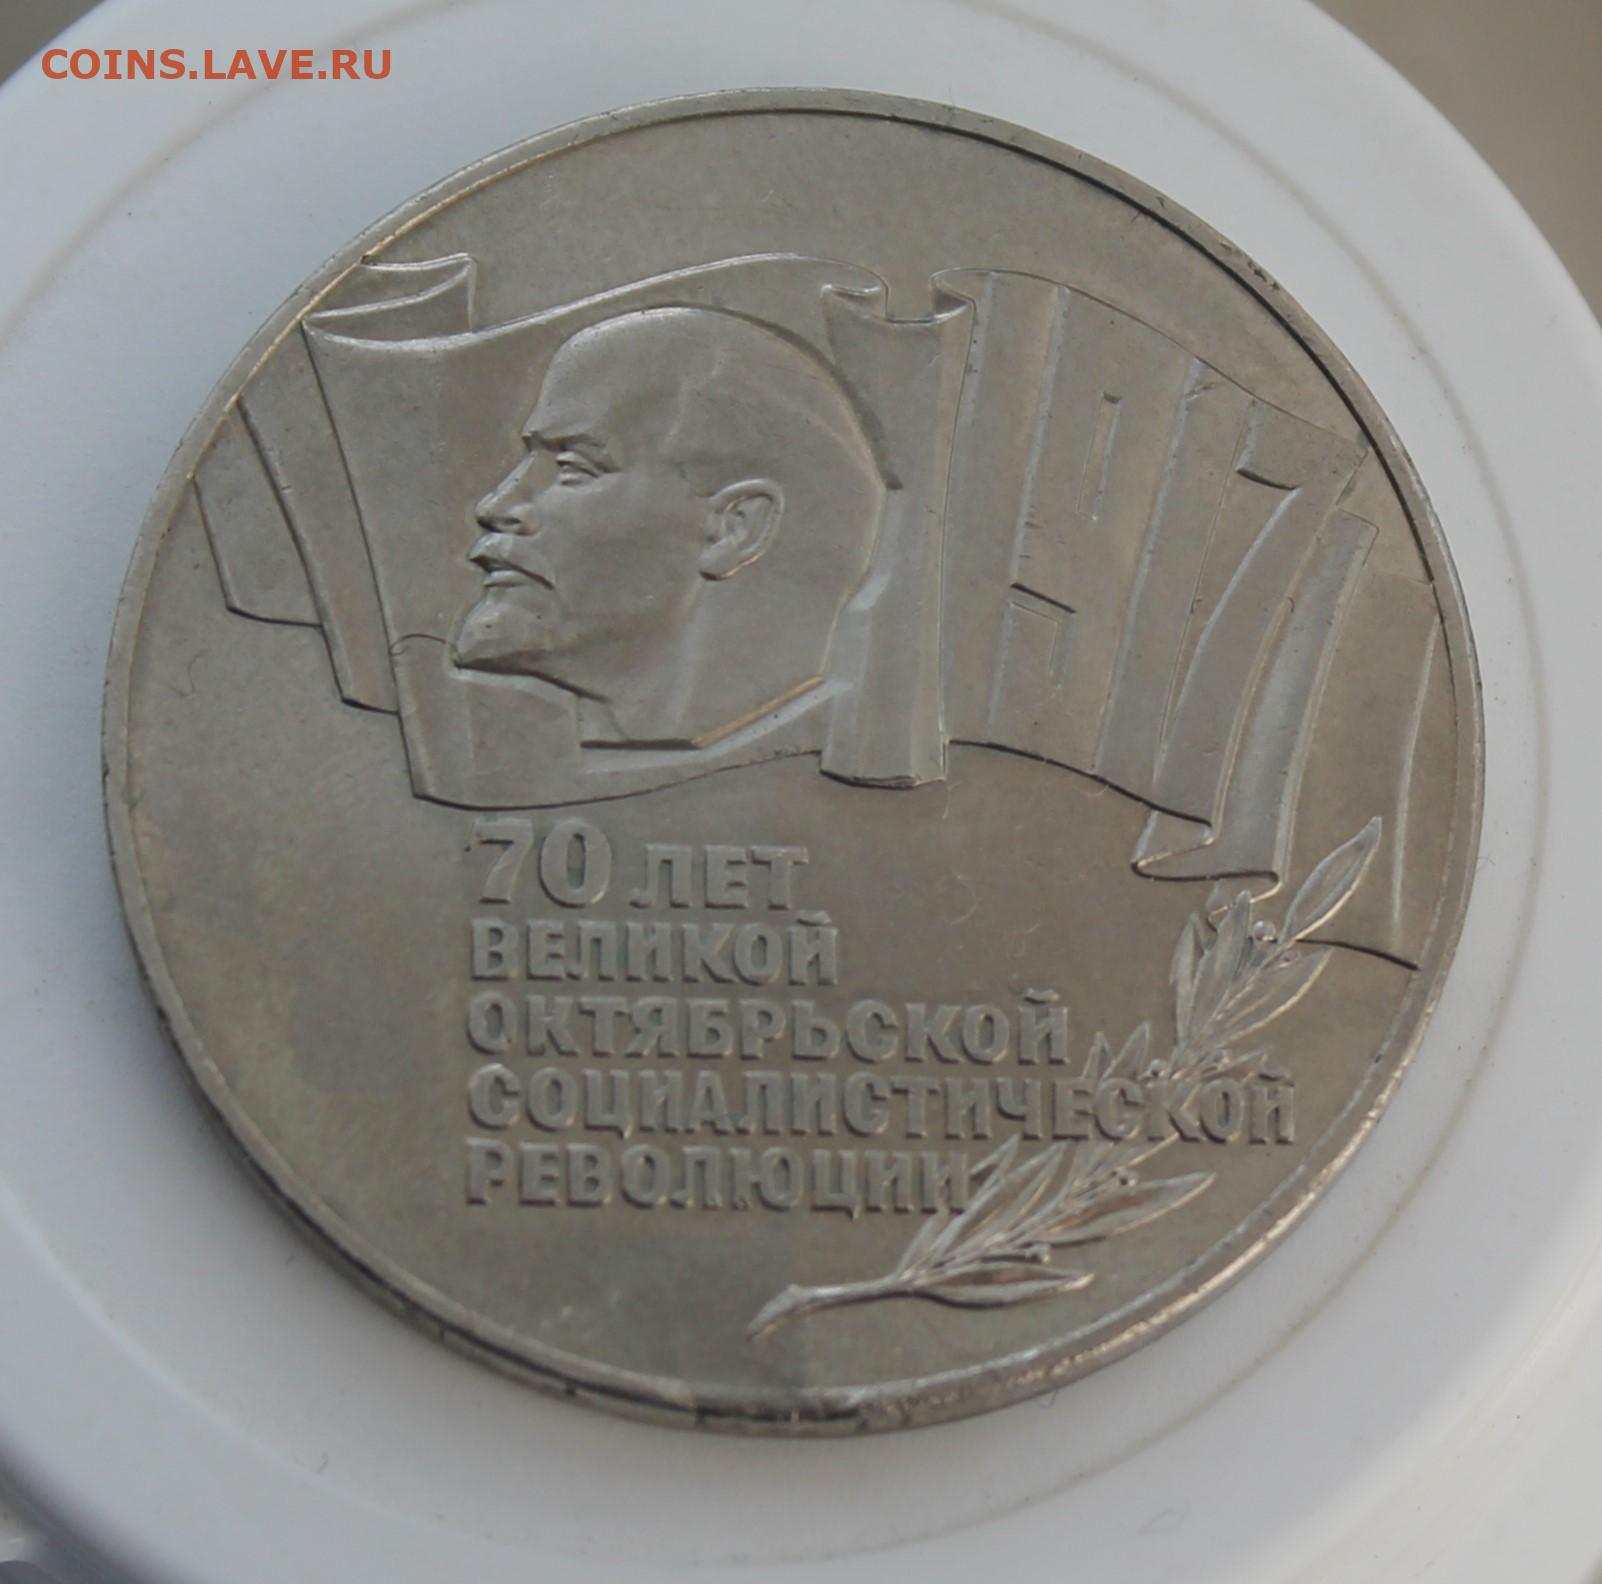 COINS.LAVE.RU
1917
70 ЛЕТ
ВЕЛИКОЙ
ОКТЯБРЬСКОЙ
СОЦИАЛИСТИЧЕСКОЙ
РЕВОЛЮЦИИ